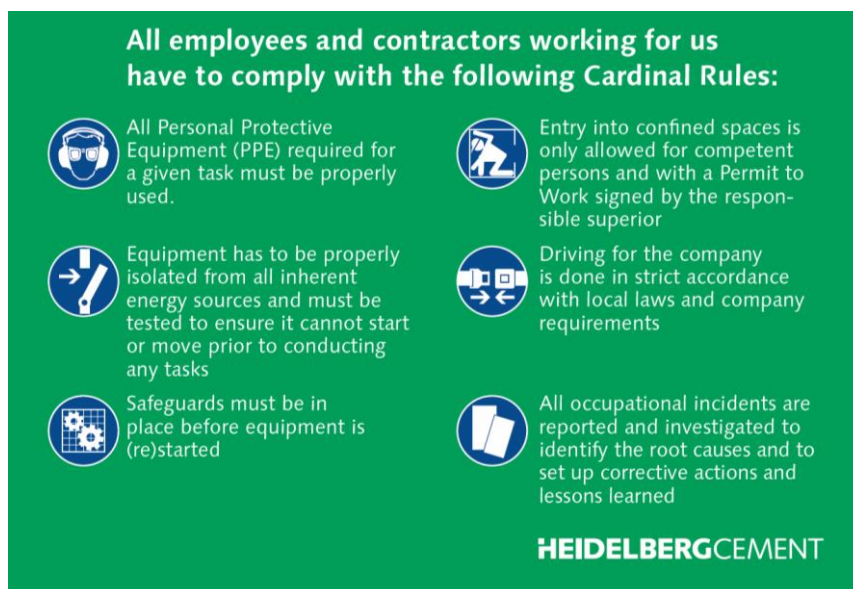 All employees and contractors working for us
have to comply with the following Cardinal Rules:
All Personal Protective
Equipment (PPE) required for
a given task must be properly
used.
Equipment has to be properly
isolated from all inherent
energy sources and must be
tested to ensure it cannot start
or move prior to conducting
any tasks
Safeguards must be in
place before equipment is
(re)started
Entry into confined spaces is
only allowed for competent
persons and with a Permit to
Work signed by the respon-
sible superior
Driving for the company
is done in strict accordance
with local laws and company
requirements
All occupational incidents are
reported and investigated to
identify the root causes and to
set up corrective actions and
lessons learned
HEIDELBERGCEMENT